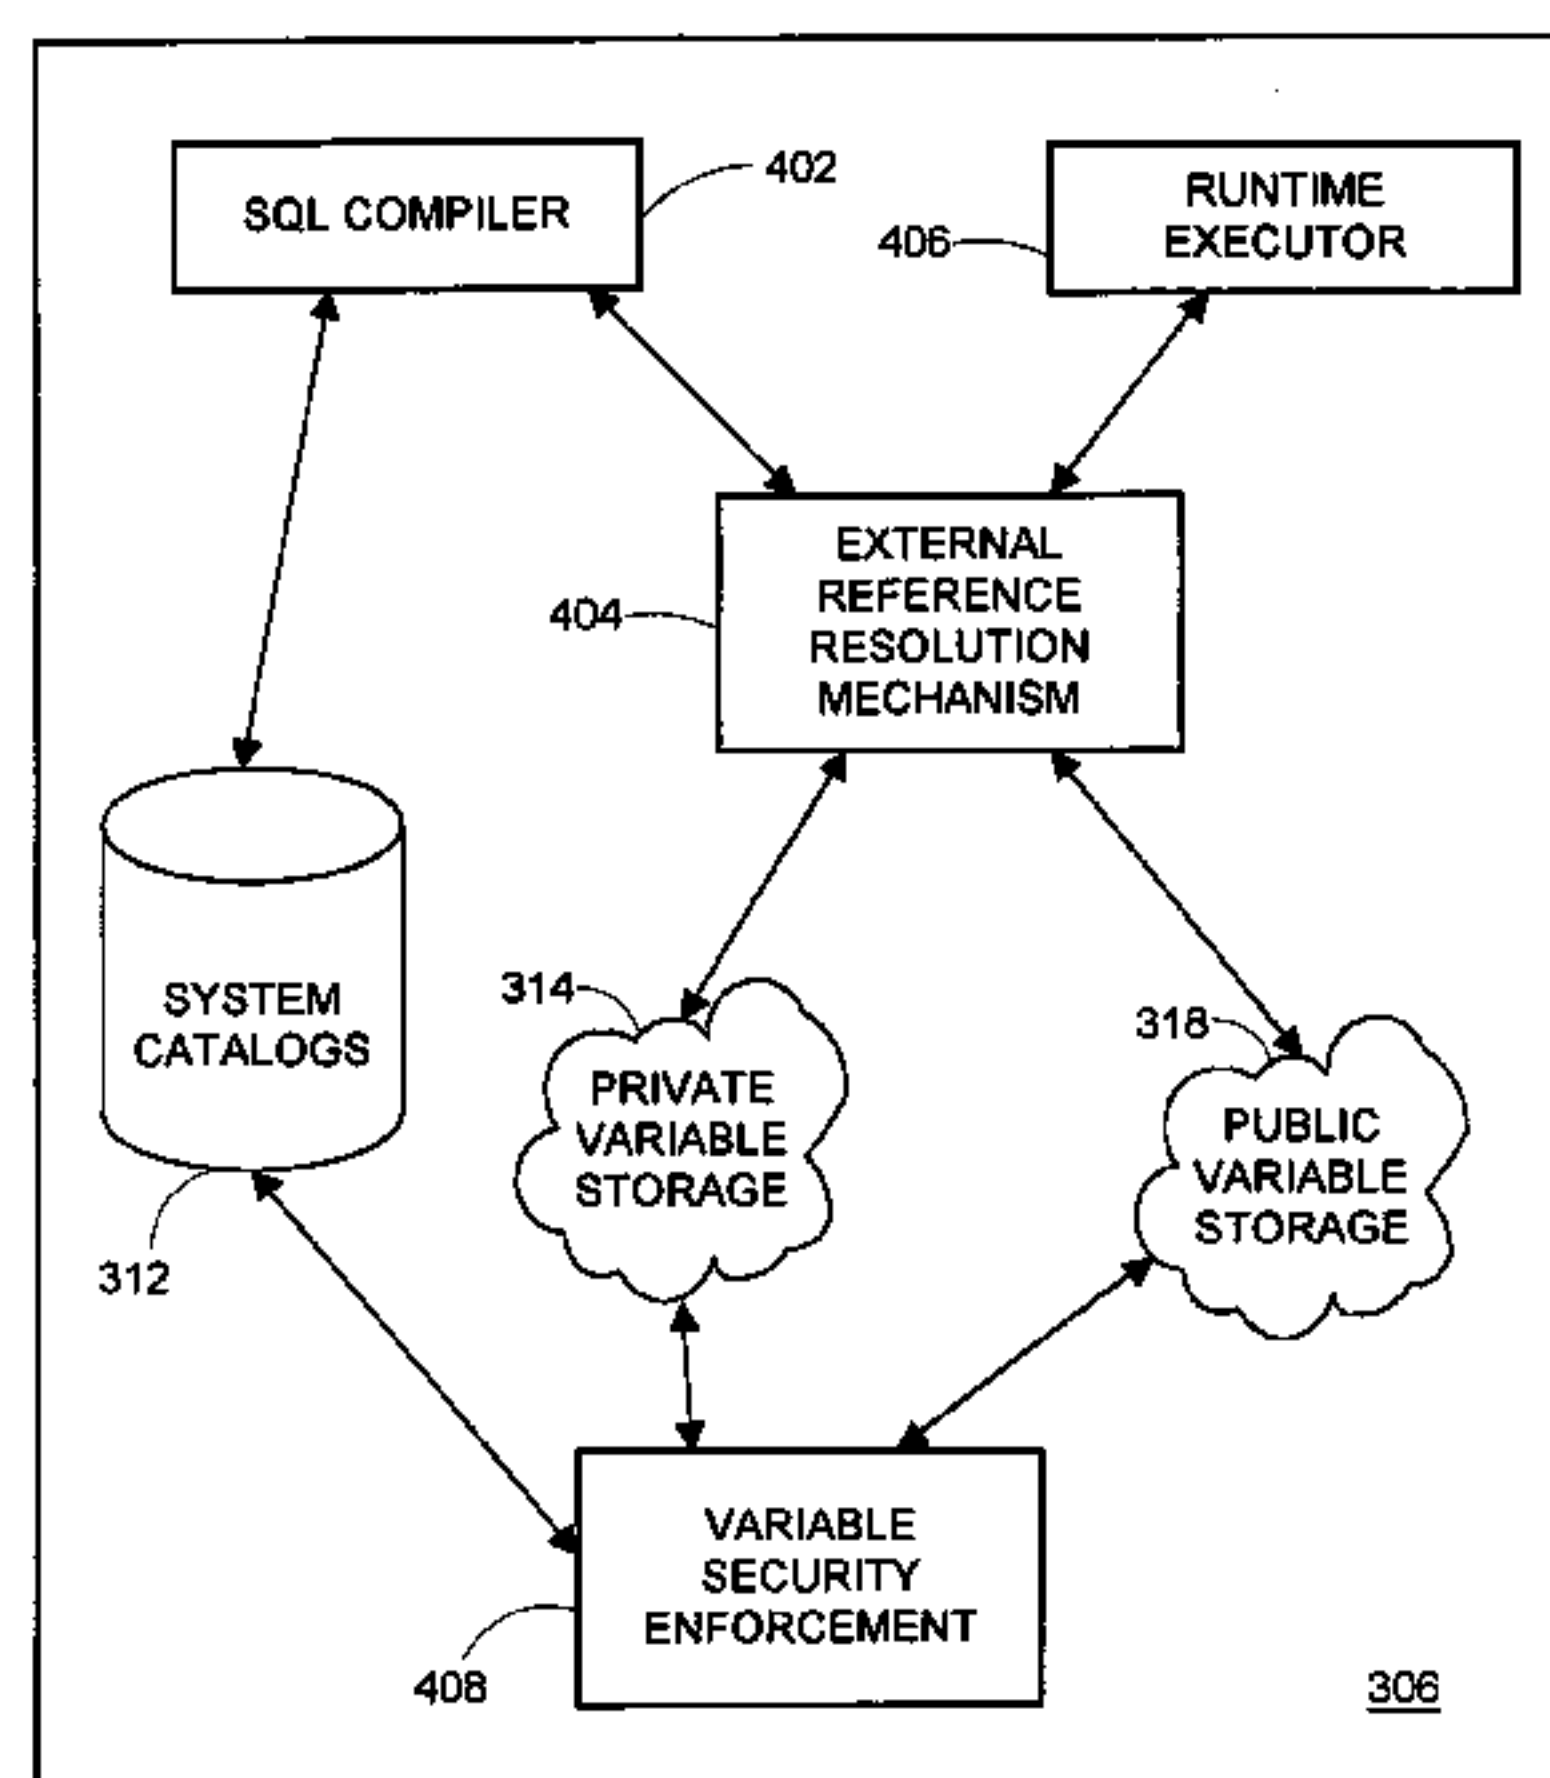 SQL COMPILER
402
RUNTIME
EXECUTOR
406
EXTERNAL
REFERENCE
RESOLUTION
MECHANISM
404
SYSTEM
CATALOGS
312
314
PRIVATE
VARIABLE
STORAGE
318
PUBLIC
VARIABLE
STORAGE
VARIABLE
SECURITY
ENFORCEMENT
408
306